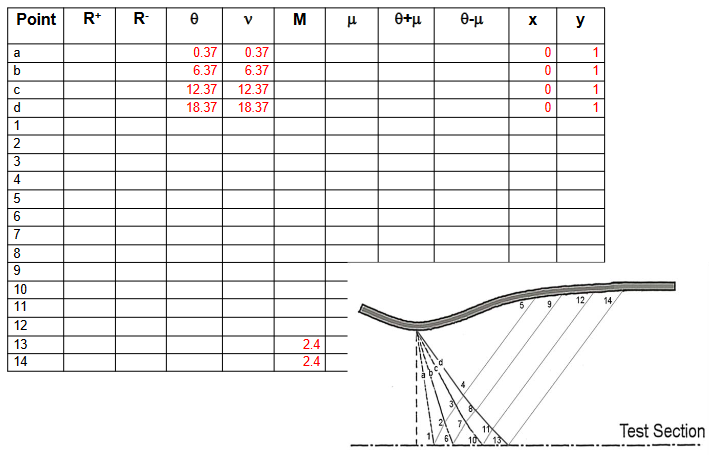 Point R+ R- θ ν M μ θ+μ θ-μ x y
a 0.37 0.37 0 1
b 6.37 6.37 0 1
c 12.37 12.37 0 1
d 18.37 18.37 0 1
1
2
3
4
5
6
7
8
9
10
11
12
13 2.4
14 2.4
5 9 12 14
d
c
a b
4
3 8
2 7 11
1 6 10 13
Test Section